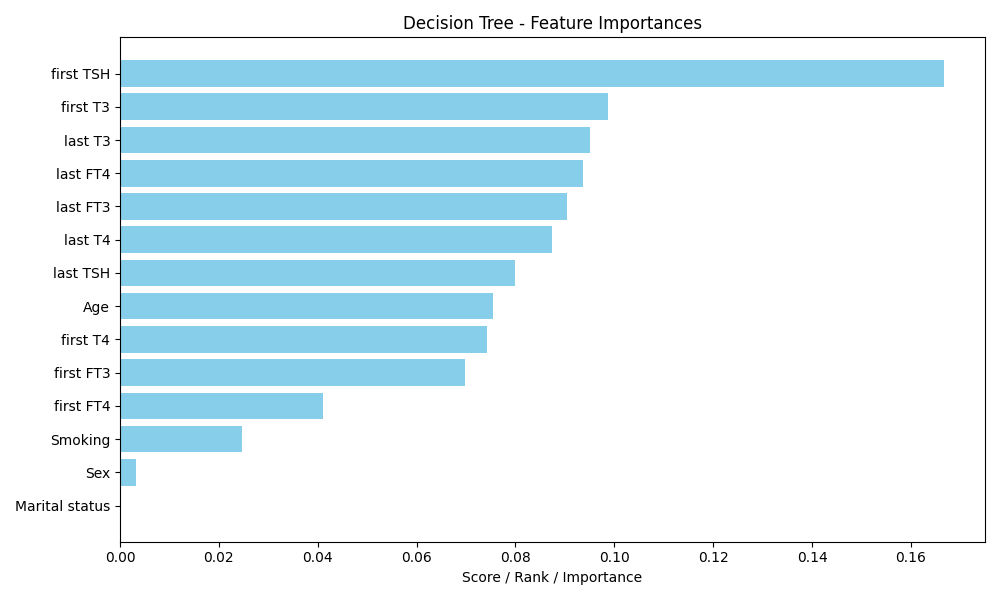 Decision Tree - Feature Importances
first TSH
first T3
last T3
last FT4
last FT3
last T4
last TSH
Age
first T4
first FT3
first FT4
Smoking
Sex
Marital status
0.00 0.02 0.04 0.06 0.08 0.10 0.12 0.14 0.16
Score / Rank / Importance